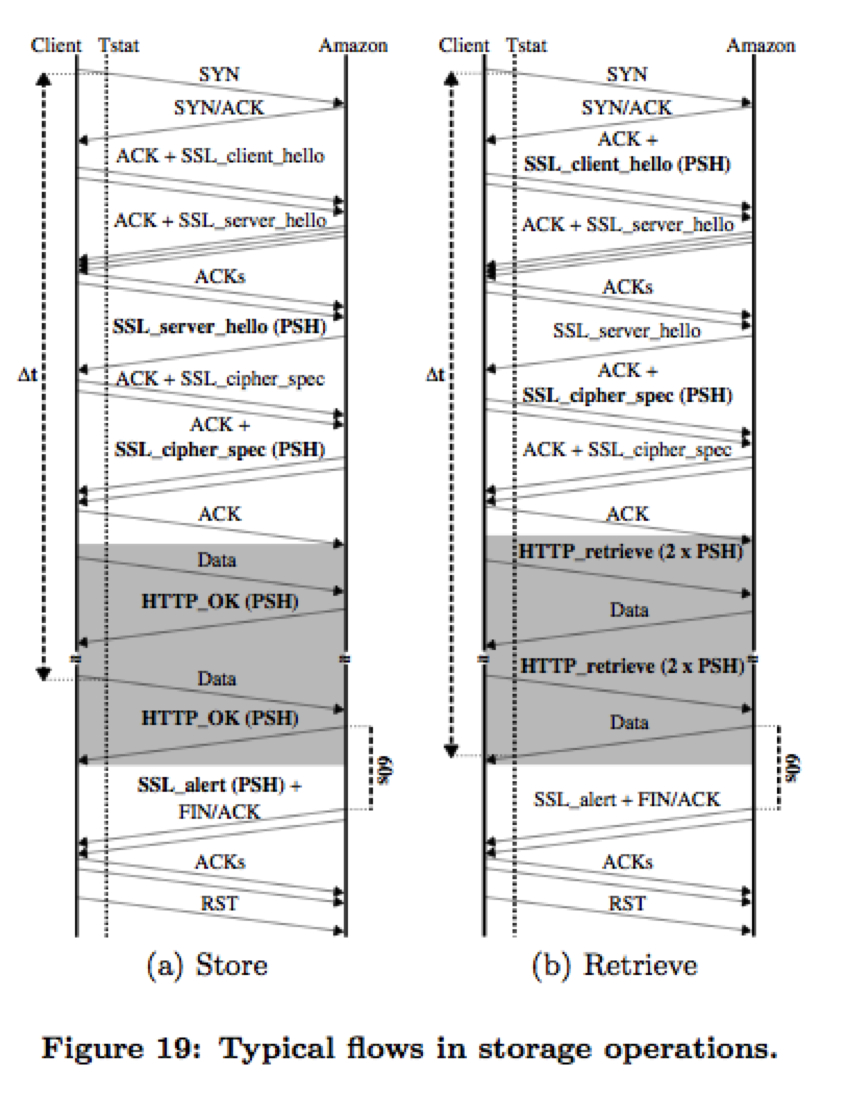 Client Tstat Amazon
SYN
SYN/ACK
ACK + SSL_client_hello
ACK + SSL_server_hello
ACKs
SSL_server_hello (PSH)
Δt
ACK + SSL_cipher_spec
ACK +
SSL_cipher_spec (PSH)
ACK
Data
HTTP_OK (PSH)
Data
HTTP_OK (PSH)
60s
SSL_alert (PSH) +
FIN/ACK
ACKs
RST
(a) Store
Client Tstat Amazon
SYN
SYN/ACK
ACK +
SSL_client_hello (PSH)
ACK + SSL_server_hello
ACKs
SSL_server_hello
Δt
ACK +
SSL_cipher_spec (PSH)
ACK + SSL_cipher_spec
ACK
HTTP_retrieve (2 x PSH)
Data
HTTP_retrieve (2 x PSH)
Data
60s
SSL_alert + FIN/ACK
ACKs
RST
(b) Retrieve
Figure 19: Typical flows in storage operations.